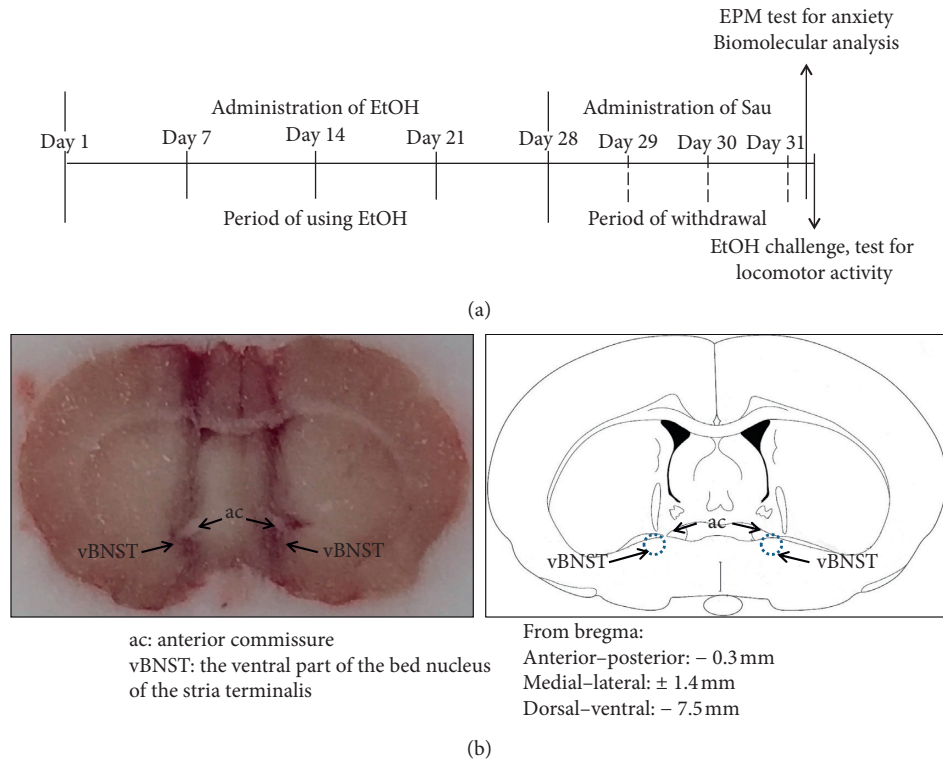 EPM test for anxiety
Biomolecular analysis
Administration of EtOH
Administration of Sau
Day 1
Day 7
Day 14
Day 21
Day 28
Day 29
Day 30
Day 31
Period of using EtOH
Period of withdrawal
EtOH challenge, test for
locomotor activity
(a)
ac
vBNST
vBNST
ac
vBNST
vBNST
ac: anterior commissure
vBNST: the ventral part of the bed nucleus
of the stria terminalis
From bregma:
Anterior–posterior: – 0.3 mm
Medial–lateral: ± 1.4 mm
Dorsal–ventral: – 7.5 mm
(b)